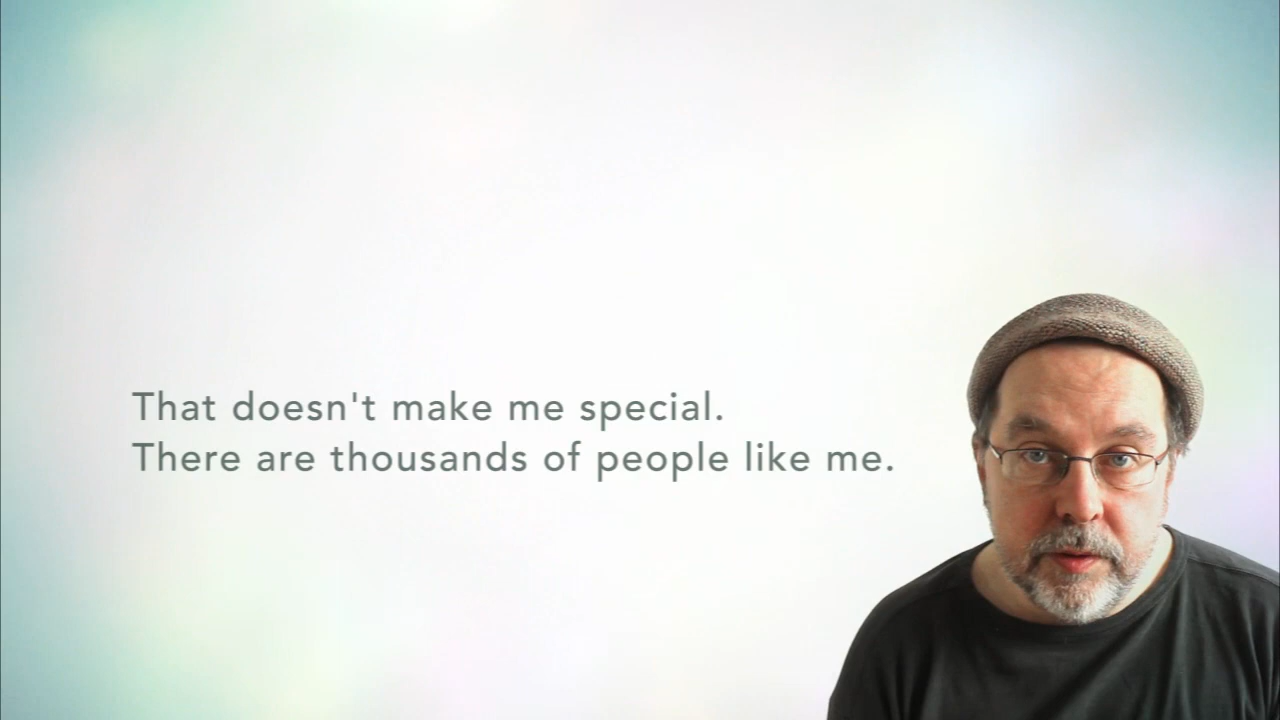 That doesn't make me special.
There are thousands of people like me.